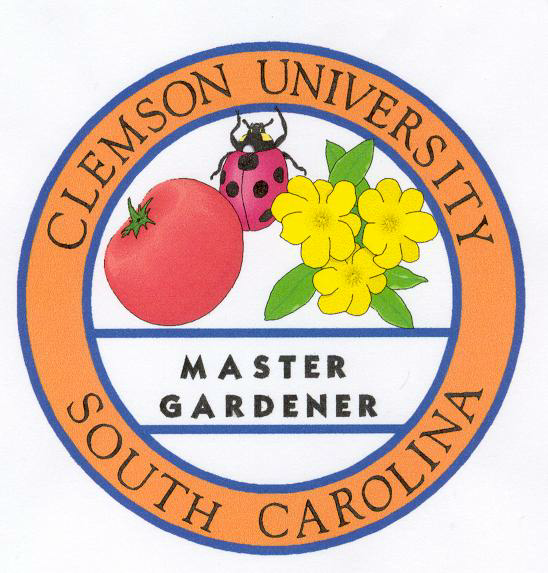 CLEMSON UNIVERSITY
MASTER
GARDENER
SOUTH CAROLINA